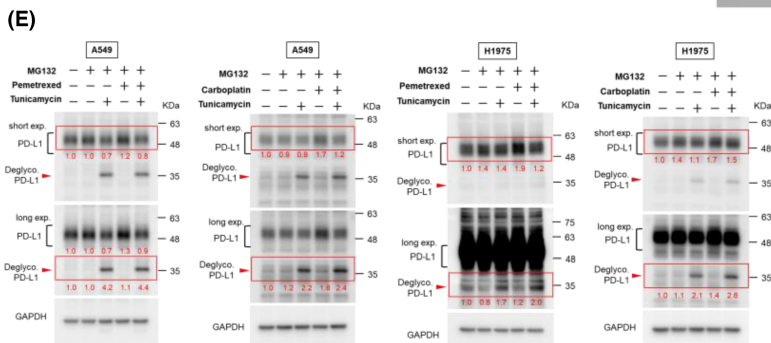 (E)
A549
MG132 − + + + +
Pemetrexed − − − + +
Tunicamycin − − + − +
KDa
short exp.
PD-L1
63
48
1.0 1.0 0.7 1.2 0.8
Deglyco.
PD-L1
35
long exp.
PD-L1
63
48
1.0 1.0 0.7 1.3 0.9
Deglyco.
PD-L1
35
1.0 1.0 4.2 1.1 4.4
GAPDH
A549
MG132 − + + + +
Carboplatin − − − + +
Tunicamycin − − + − +
KDa
short exp.
PD-L1
63
48
1.0 0.9 0.8 1.7 1.2
Deglyco.
PD-L1
35
long exp.
PD-L1
63
48
Deglyco.
PD-L1
35
1.0 1.2 2.2 1.8 2.4
GAPDH
H1975
MG132 − + + + +
Pemetrexed − − − + +
Tunicamycin − − + − +
KDa
short exp.
PD-L1
63
48
1.0 1.4 1.4 1.9 1.2
Deglyco.
PD-L1
35
long exp.
PD-L1
75
63
48
Deglyco.
PD-L1
35
1.0 0.8 1.7 1.2 2.0
GAPDH
H1975
MG132 − + + + +
Carboplatin − − − + +
Tunicamycin − − + − +
KDa
short exp.
PD-L1
63
48
1.0 1.4 1.1 1.7 1.5
Deglyco.
PD-L1
35
long exp.
PD-L1
63
48
Deglyco.
PD-L1
35
1.0 1.1 2.1 1.4 2.6
GAPDH